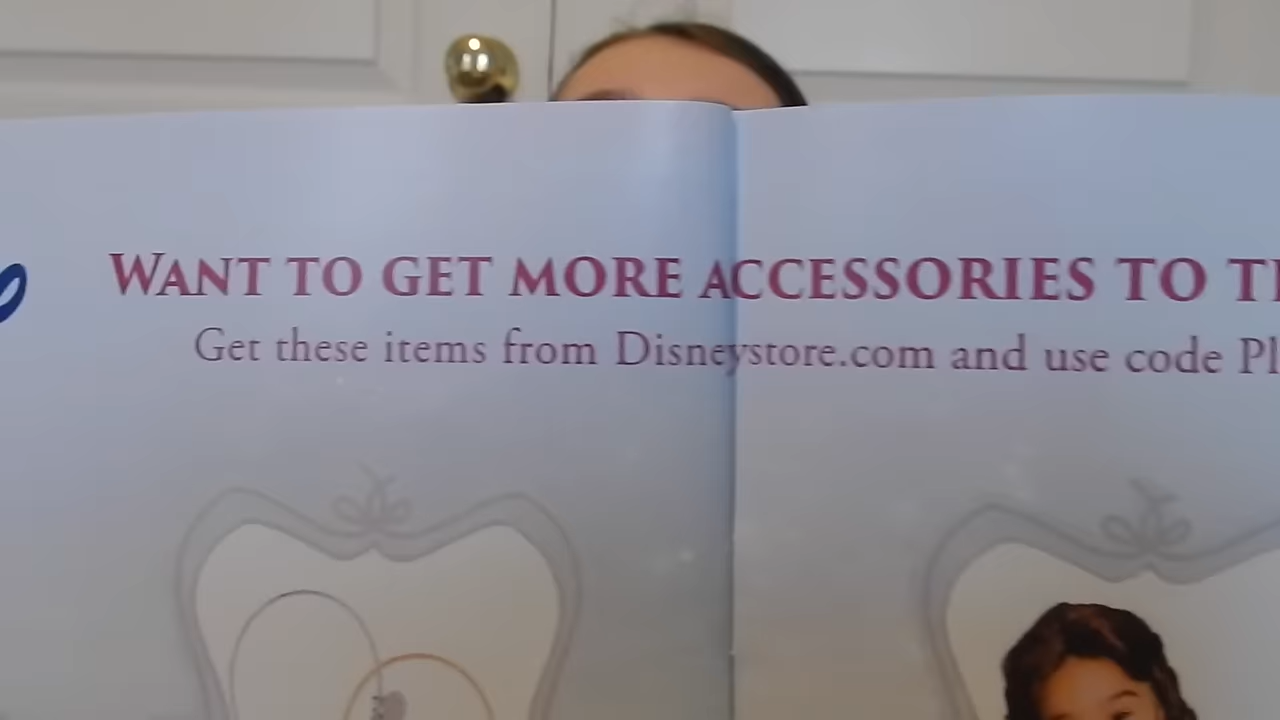 WANT TO GET MORE ACCESSORIES TO
Get these items from Disneystore.com and use code